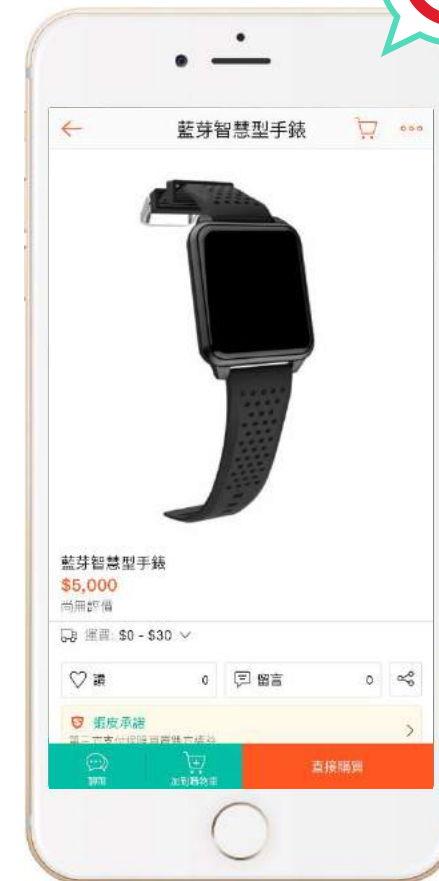 藍芽智慧型手錶
藍芽智慧型手錶
$5,000
尚無評價
運費: $0 - $30
讚 0 留言 0
蝦皮承諾
聊聊
加到購物車
直接購買